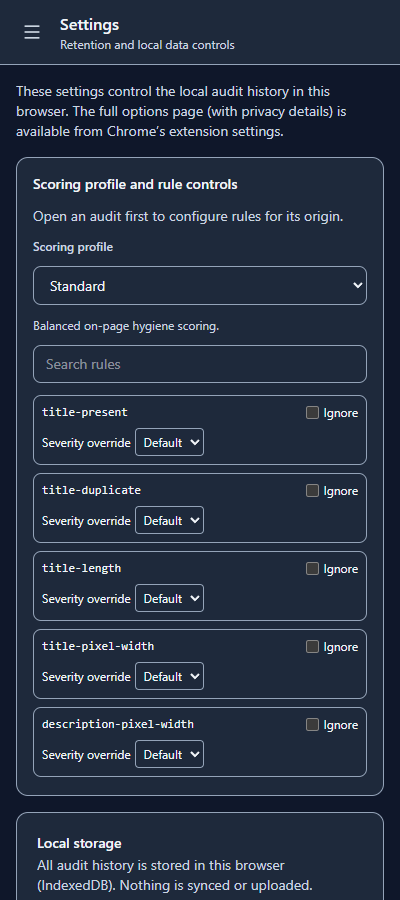 Settings
Retention and local data controls
These settings control the local audit history in this
browser. The full options page (with privacy details) is
available from Chrome’s extension settings.
Scoring profile and rule controls
Open an audit first to configure rules for its origin.
Scoring profile
Standard
Balanced on-page hygiene scoring.
Search rules
title-present Ignore
Severity override Default
title-duplicate Ignore
Severity override Default
title-length Ignore
Severity override Default
title-pixel-width Ignore
Severity override Default
description-pixel-width Ignore
Severity override Default
Local storage
All audit history is stored in this browser
(IndexedDB). Nothing is synced or uploaded.